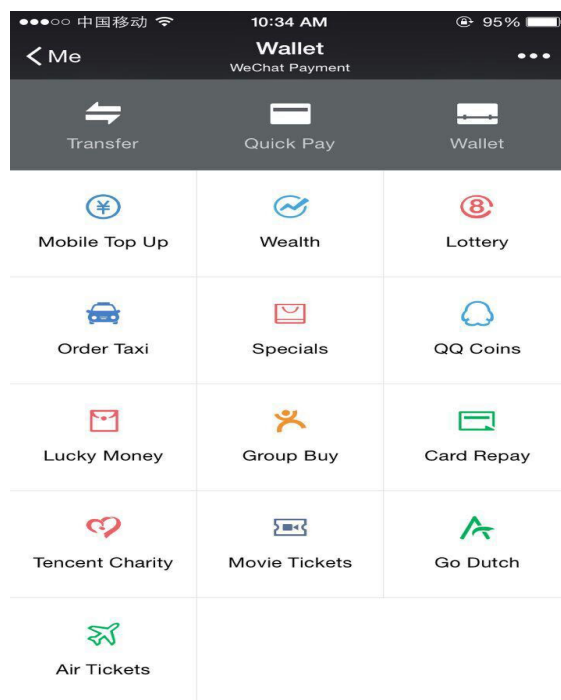 中国移动 10:34 AM 95%
Me Wallet
WeChat Payment
Transfer Quick Pay Wallet
¥ 8
Mobile Top Up Wealth Lottery
Order Taxi Specials QQ Coins
Lucky Money Group Buy Card Repay
Tencent Charity Movie Tickets Go Dutch
Air Tickets